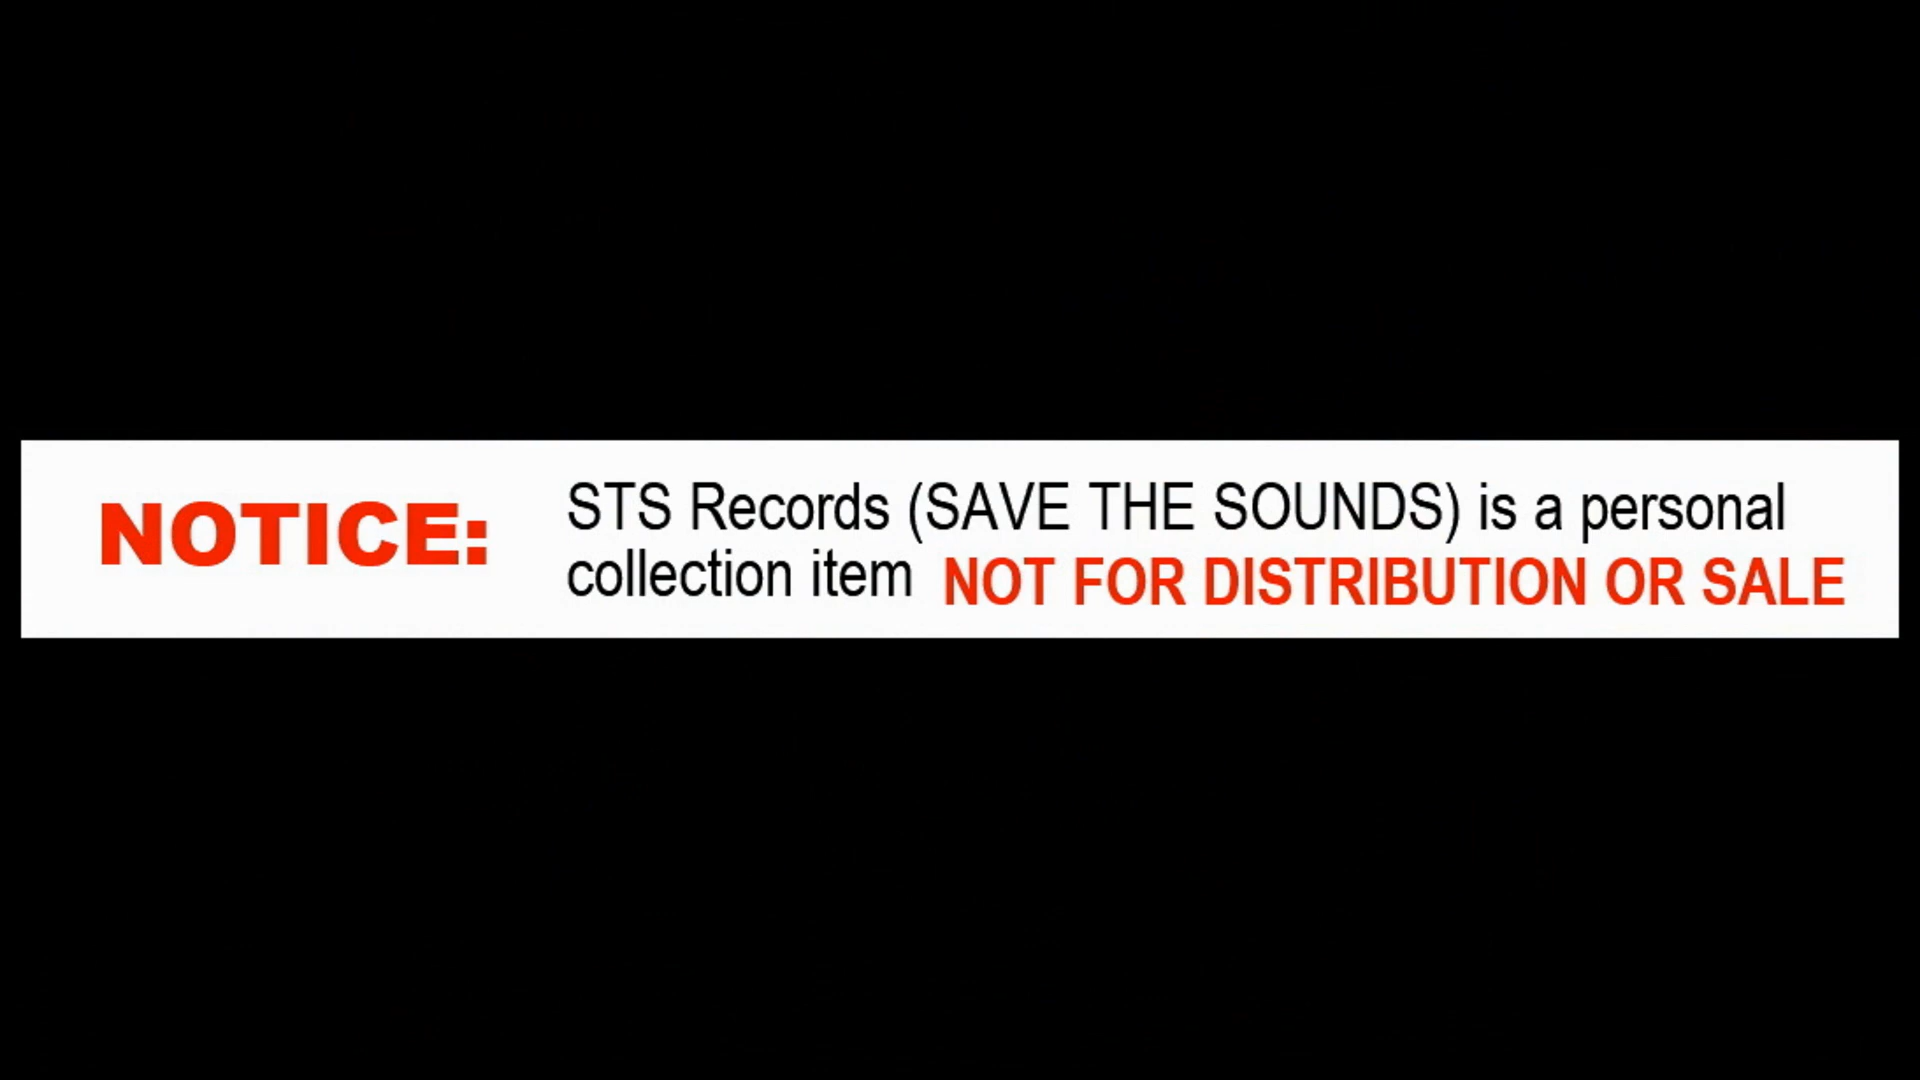 NOTICE:
STS Records (SAVE THE SOUNDS) is a personal
collection item NOT FOR DISTRIBUTION OR SALE